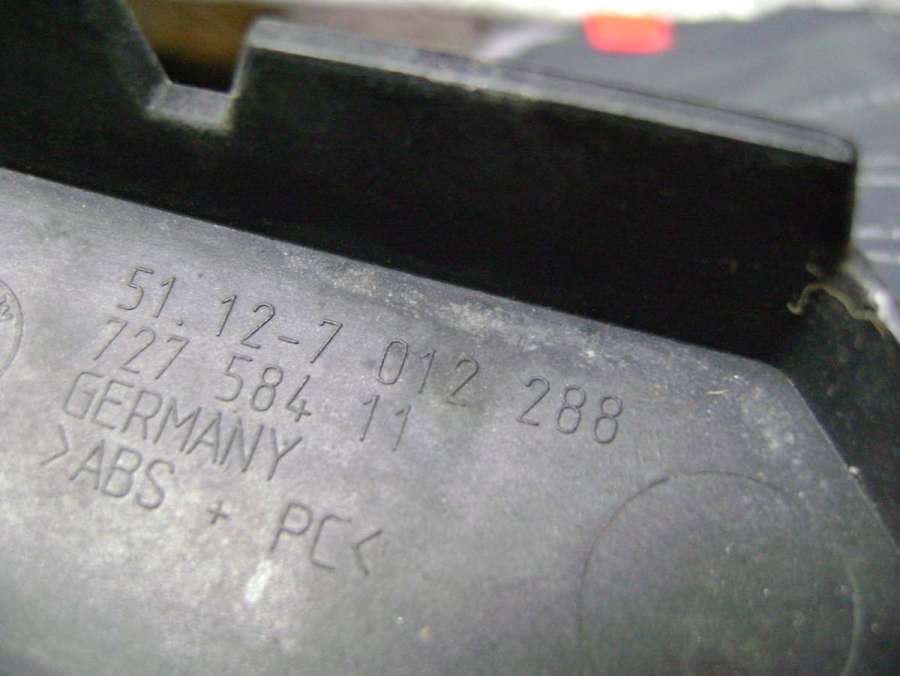 51.12-7 012 288
727 584 11
GERMANY
>ABS + PC<